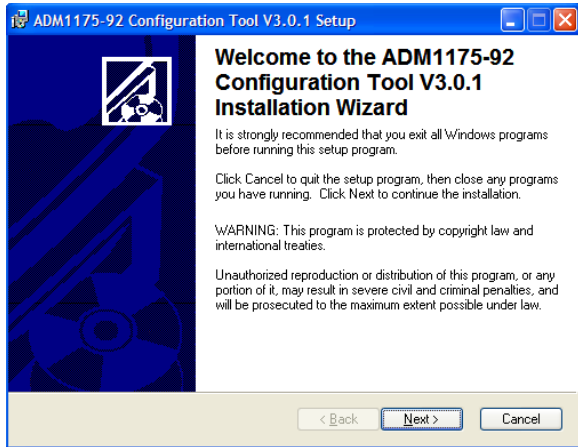 ADM1175-92 Configuration Tool V3.0.1 Setup
Welcome to the ADM1175-92
Configuration Tool V3.0.1
Installation Wizard
It is strongly recommended that you exit all Windows programs
before running this setup program.
Click Cancel to quit the setup program, then close any programs
you have running. Click Next to continue the installation.
WARNING: This program is protected by copyright law and
international treaties.
Unauthorized reproduction or distribution of this program, or any
portion of it, may result in severe civil and criminal penalties, and
will be prosecuted to the maximum extent possible under law.
< Back Next > Cancel